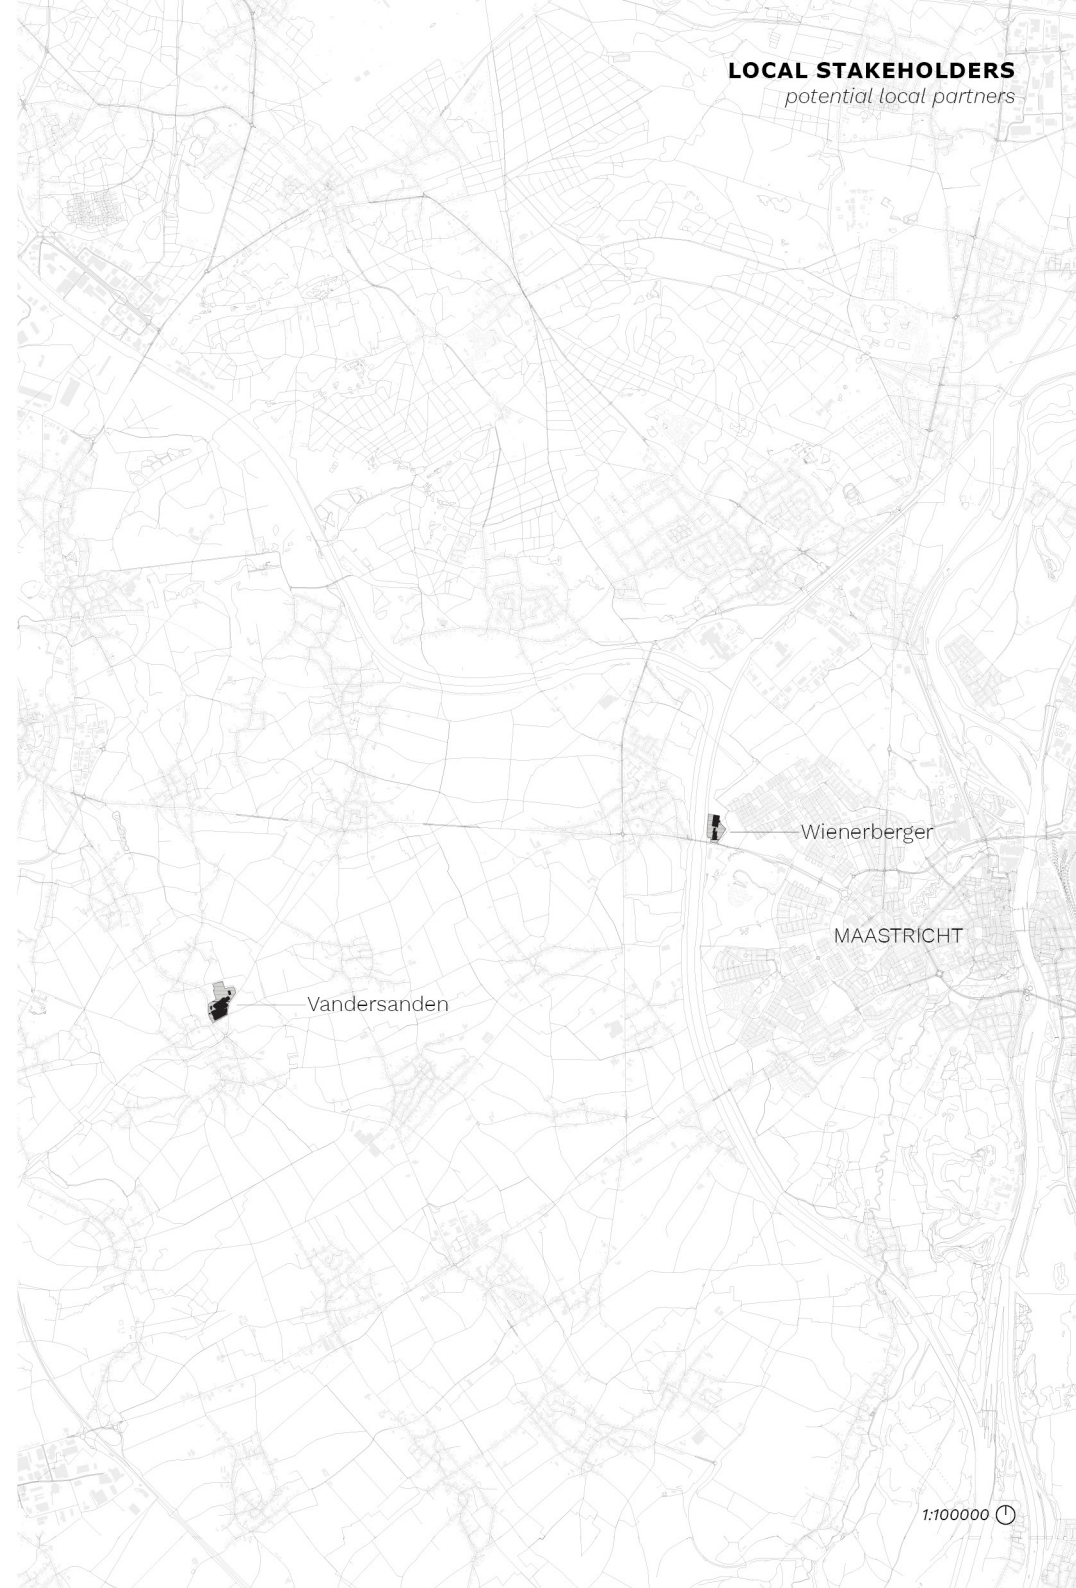 LOCAL STAKEHOLDERS
potential local partners
Wienerberger
MAASTRICHT
Vandersanden
1:100000